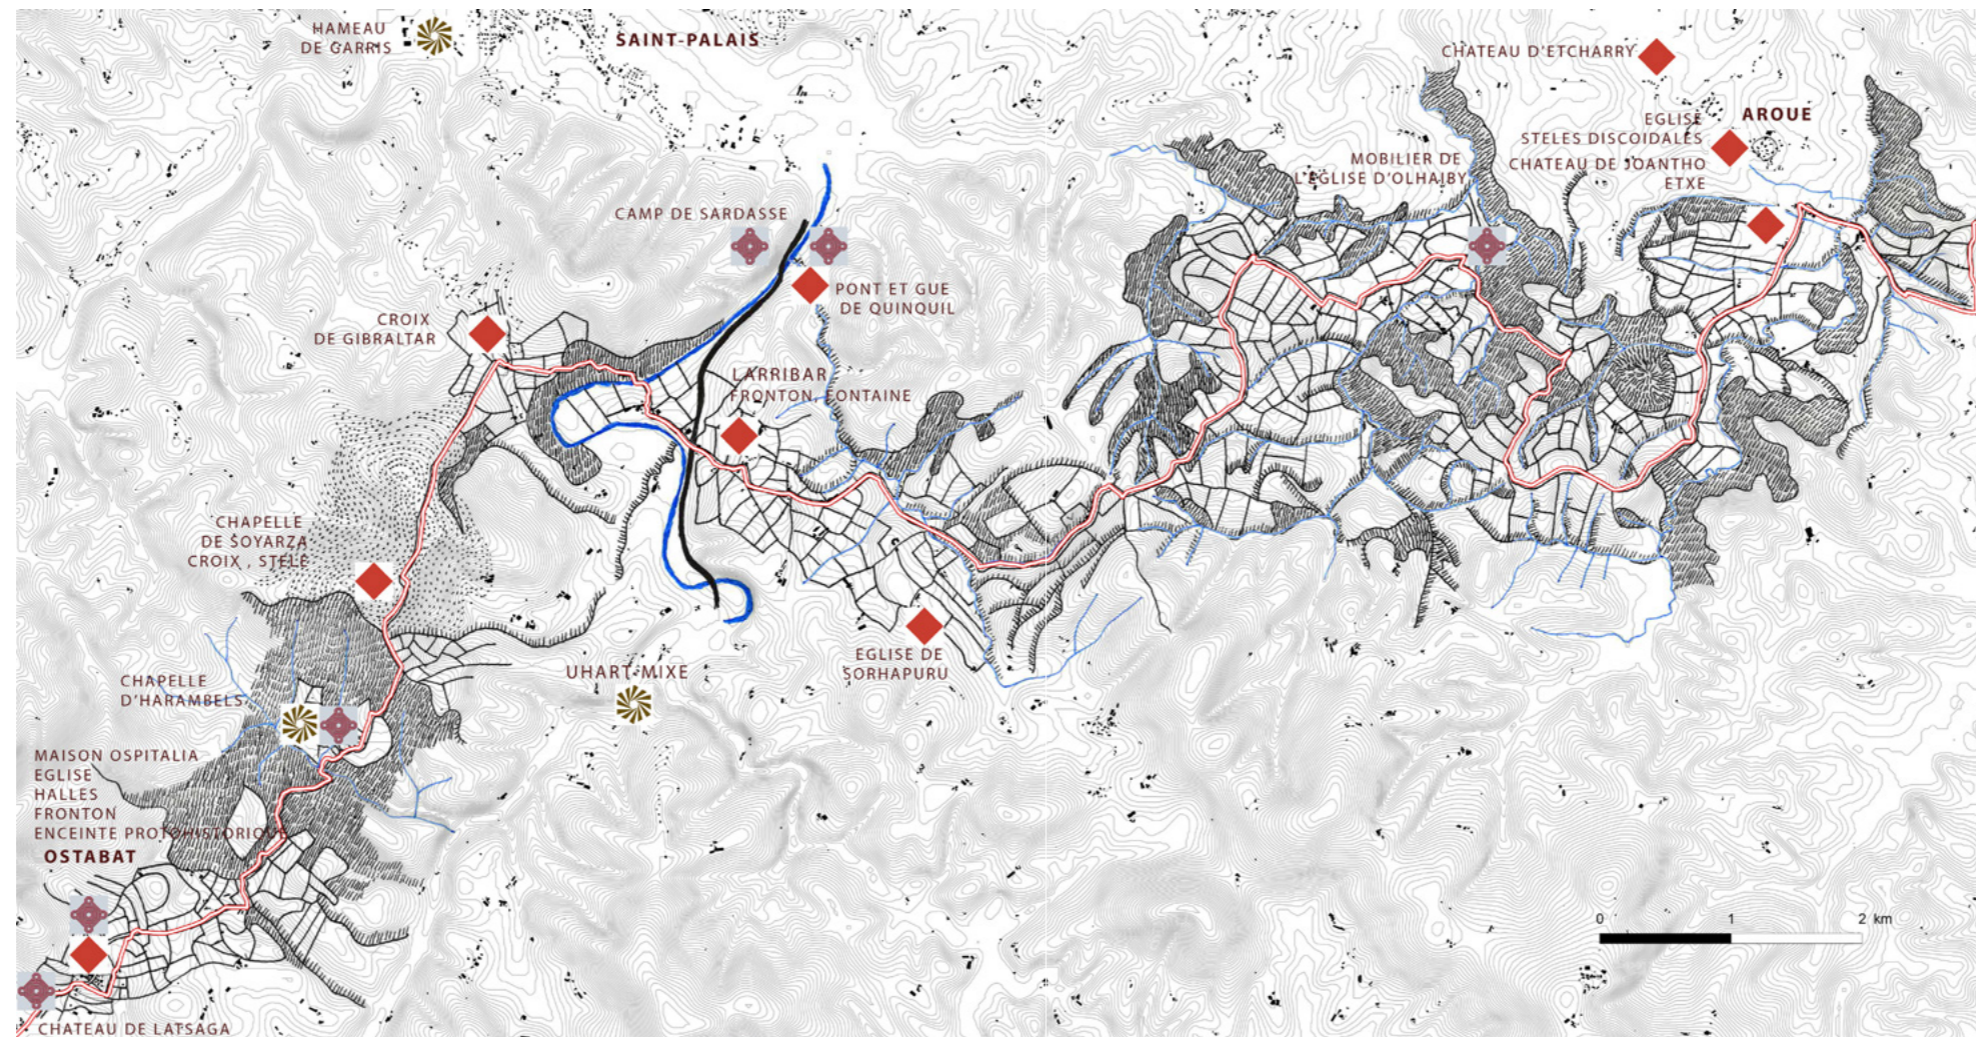 HAMEAU
DE GARRIS
SAINT-PALAIS
CHATEAU D'ETCHARRY
AROUE
EGLISE
STELES DISCOIDALES
CHATEAU DE JOANTHO
ETXE
MOBILIER DE
L'EGLISE D'OLHAIBY
CAMP DE SARDASSE
PONT ET GUE
DE QUINQUIL
CROIX
DE GIBRALTAR
LARRIBAR
FRONTON, FONTAINE
CHAPELLE
DE SOYARZA
CROIX , STELE
EGLISE DE
SORHAPURU
UHART-MIXE
CHAPELLE
D'HARAMBELS
MAISON OSPITALIA
EGLISE
HALLES
FRONTON
ENCEINTE PROTOHISTORIQUE
OSTABAT
CHATEAU DE LATSAGA
0 1 2 km